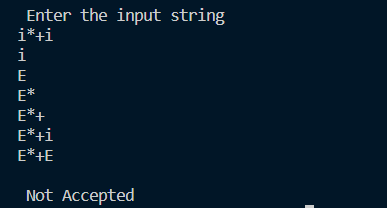 Enter the input string
i*+i
i
E
E*
E*+
E*+i
E*+E
Not Accepted